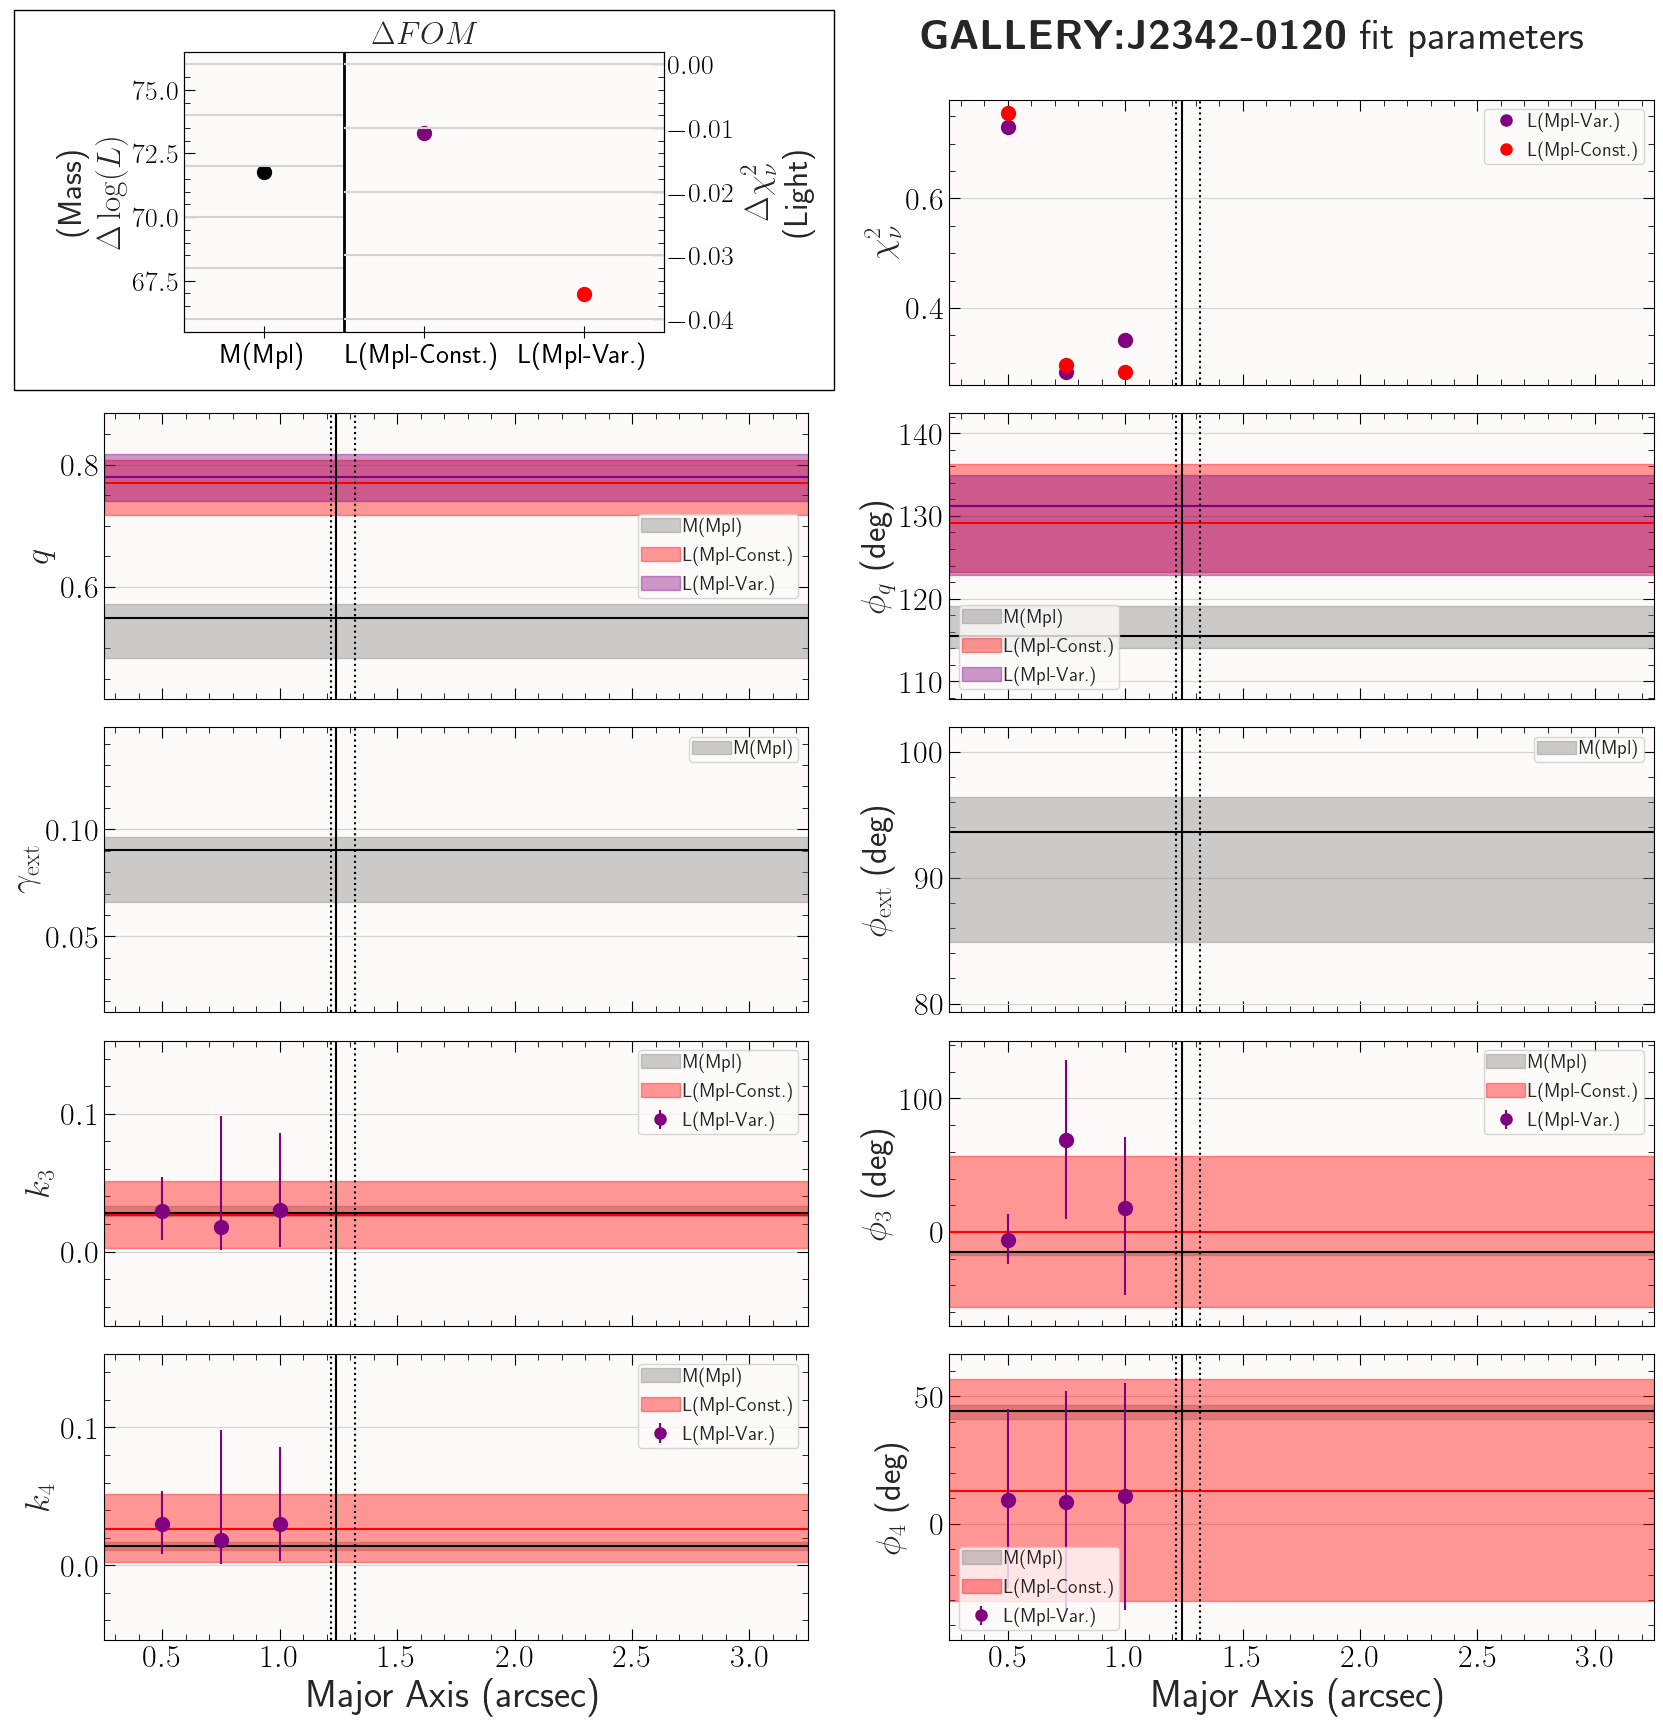 ΔFOM
GALLERY:J2342-0120 fit parameters
75.0
72.5
70.0
67.5
(Mass)
Δ log(L)
0.00
−0.01
−0.02
−0.03
−0.04
Δχ²ᵥ
(Light)
M(Mpl)
L(Mpl-Const.)
L(Mpl-Var.)
0.6
0.4
χ²ᵥ
L(Mpl-Var.)
L(Mpl-Const.)
0.8
0.6
q
M(Mpl)
L(Mpl-Const.)
L(Mpl-Var.)
140
130
120
110
ϕq (deg)
M(Mpl)
L(Mpl-Const.)
L(Mpl-Var.)
0.10
0.05
γext
M(Mpl)
100
90
80
ϕext (deg)
M(Mpl)
0.1
0.0
k3
M(Mpl)
L(Mpl-Const.)
L(Mpl-Var.)
100
0
ϕ3 (deg)
M(Mpl)
L(Mpl-Const.)
L(Mpl-Var.)
0.1
0.0
k4
M(Mpl)
L(Mpl-Const.)
L(Mpl-Var.)
0.5 1.0 1.5 2.0 2.5 3.0
Major Axis (arcsec)
50
0
ϕ4 (deg)
M(Mpl)
L(Mpl-Const.)
L(Mpl-Var.)
0.5 1.0 1.5 2.0 2.5 3.0
Major Axis (arcsec)